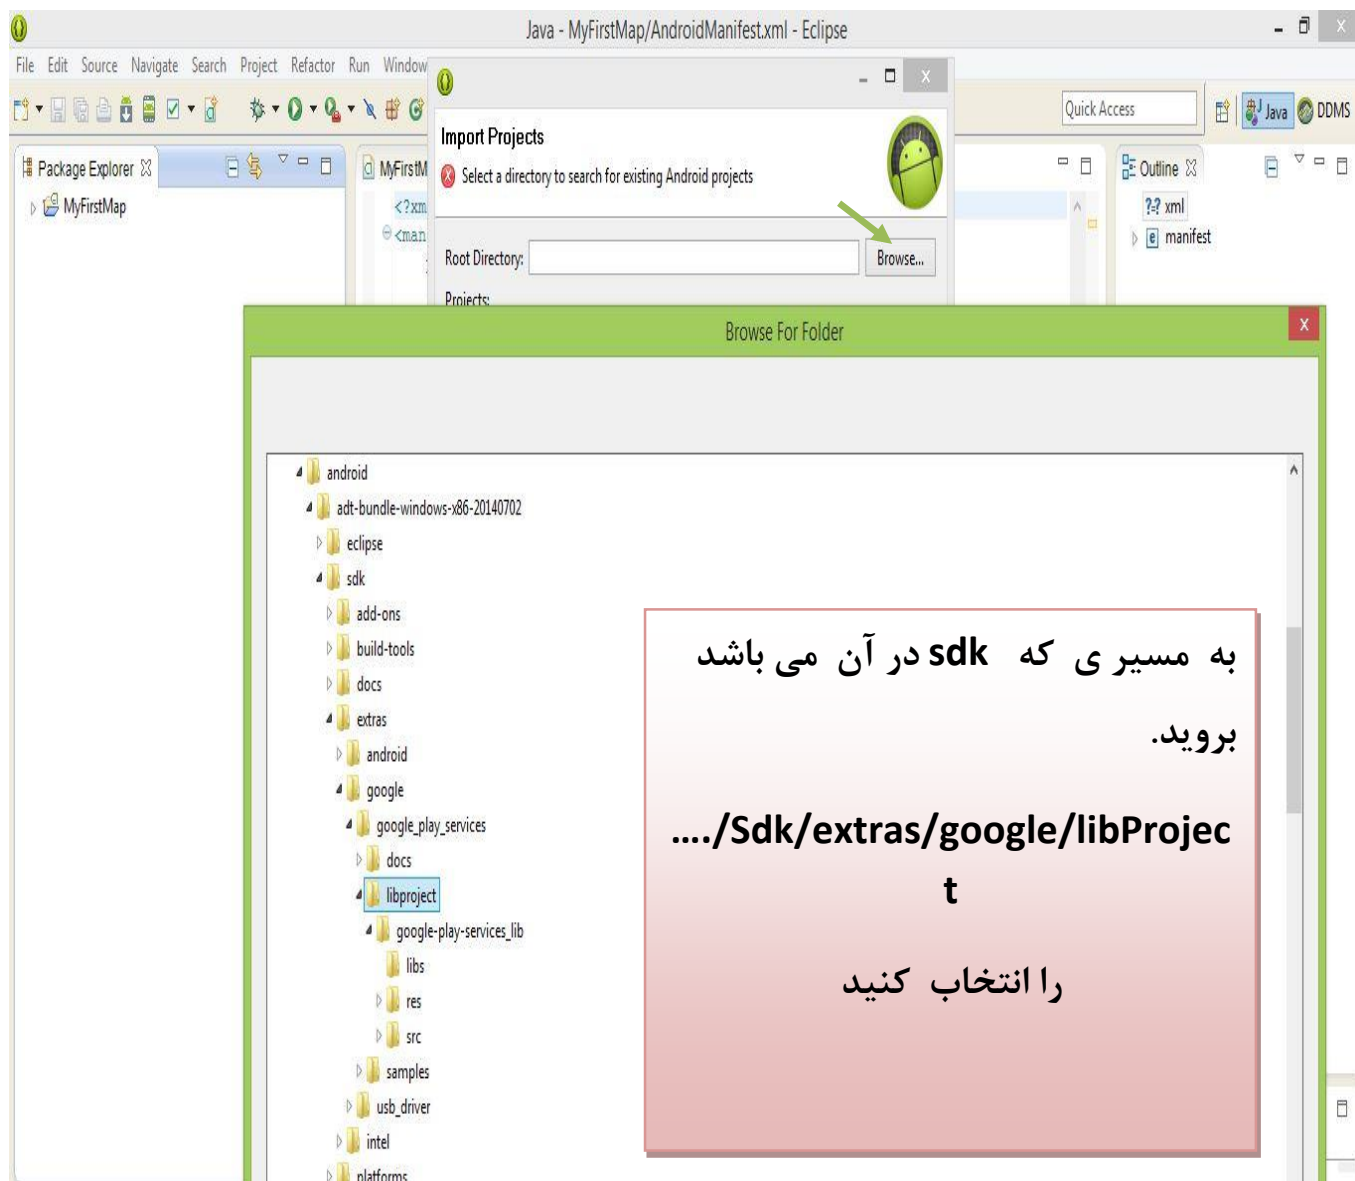 Java - MyFirstMap/AndroidManifest.xml - Eclipse
File Edit Source Navigate Search Project Refactor Run Window
Quick Access
Java
DDMS
Package Explorer
MyFirstMap
MyFirstM
<?xm
<man
Import Projects
Select a directory to search for existing Android projects
Root Directory:
Browse...
Projects:
Outline
?=? xml
e manifest
Browse For Folder
android
adt-bundle-windows-x86-20140702
eclipse
sdk
add-ons
build-tools
docs
extras
android
google
google_play_services
docs
libproject
google-play-services_lib
libs
res
src
samples
usb_driver
intel
platforms
به مسیر ی که sdk در آن می باشد
بروید.
..../Sdk/extras/google/libProjec
t
را انتخاب کنید